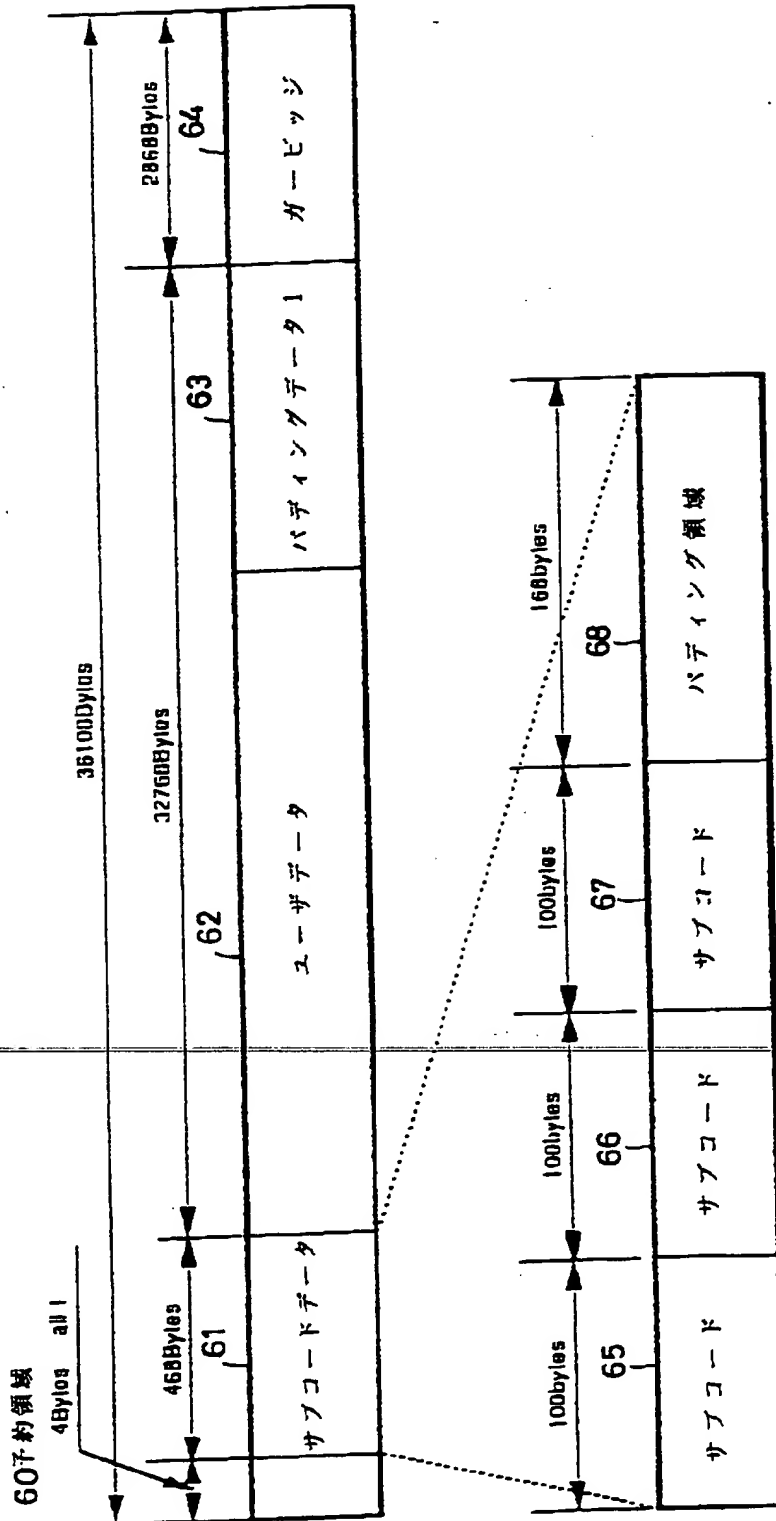 60予約領域
4Bytes all 1
36100Bytes
468Bytes
32760Bytes
2868Bytes
61
62
63
64
サブコードデータ
ユーザデータ
パディングデータ1
ガービッジ
100bytes
100bytes
100bytes
168bytes
65
66
67
68
サブコード
サブコード
サブコード
パディング領域